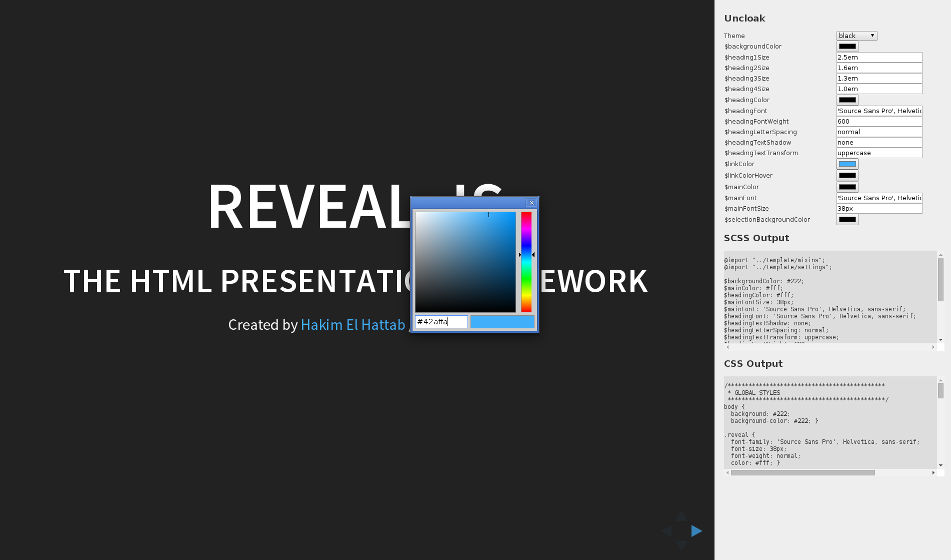 REVEAL JS
THE HTML PRESENTATIO EWORK
Created by Hakim El Hattab
#42affa
Uncloak
Theme black
$backgroundColor
$heading1Size 2.5em
$heading2Size 1.6em
$heading3Size 1.3em
$heading4Size 1.0em
$headingColor
$headingFont 'Source Sans Pro', Helvetic
$headingFontWeight 600
$headingLetterSpacing normal
$headingTextShadow none
$headingTextTransform uppercase
$linkColor
$linkColorHover
$mainColor
$mainFont 'Source Sans Pro', Helvetic
$mainFontSize 38px
$selectionBackgroundColor
SCSS Output
@import "../template/mixins";
@import "../template/settings";
$backgroundColor: #222;
$mainColor: #fff;
$headingColor: #fff;
$mainFontSize: 38px;
$mainFont: 'Source Sans Pro', Helvetica, sans-serif;
$headingFont: 'Source Sans Pro', Helvetica, sans-serif;
$headingTextShadow: none;
$headingLetterSpacing: normal;
$headingTextTransform: uppercase;
CSS Output
/*********************************************
* GLOBAL STYLES
*********************************************/
body {
background: #222;
background-color: #222; }
.reveal {
font-family: 'Source Sans Pro', Helvetica, sans-serif;
font-size: 38px;
font-weight: normal;
color: #fff; }